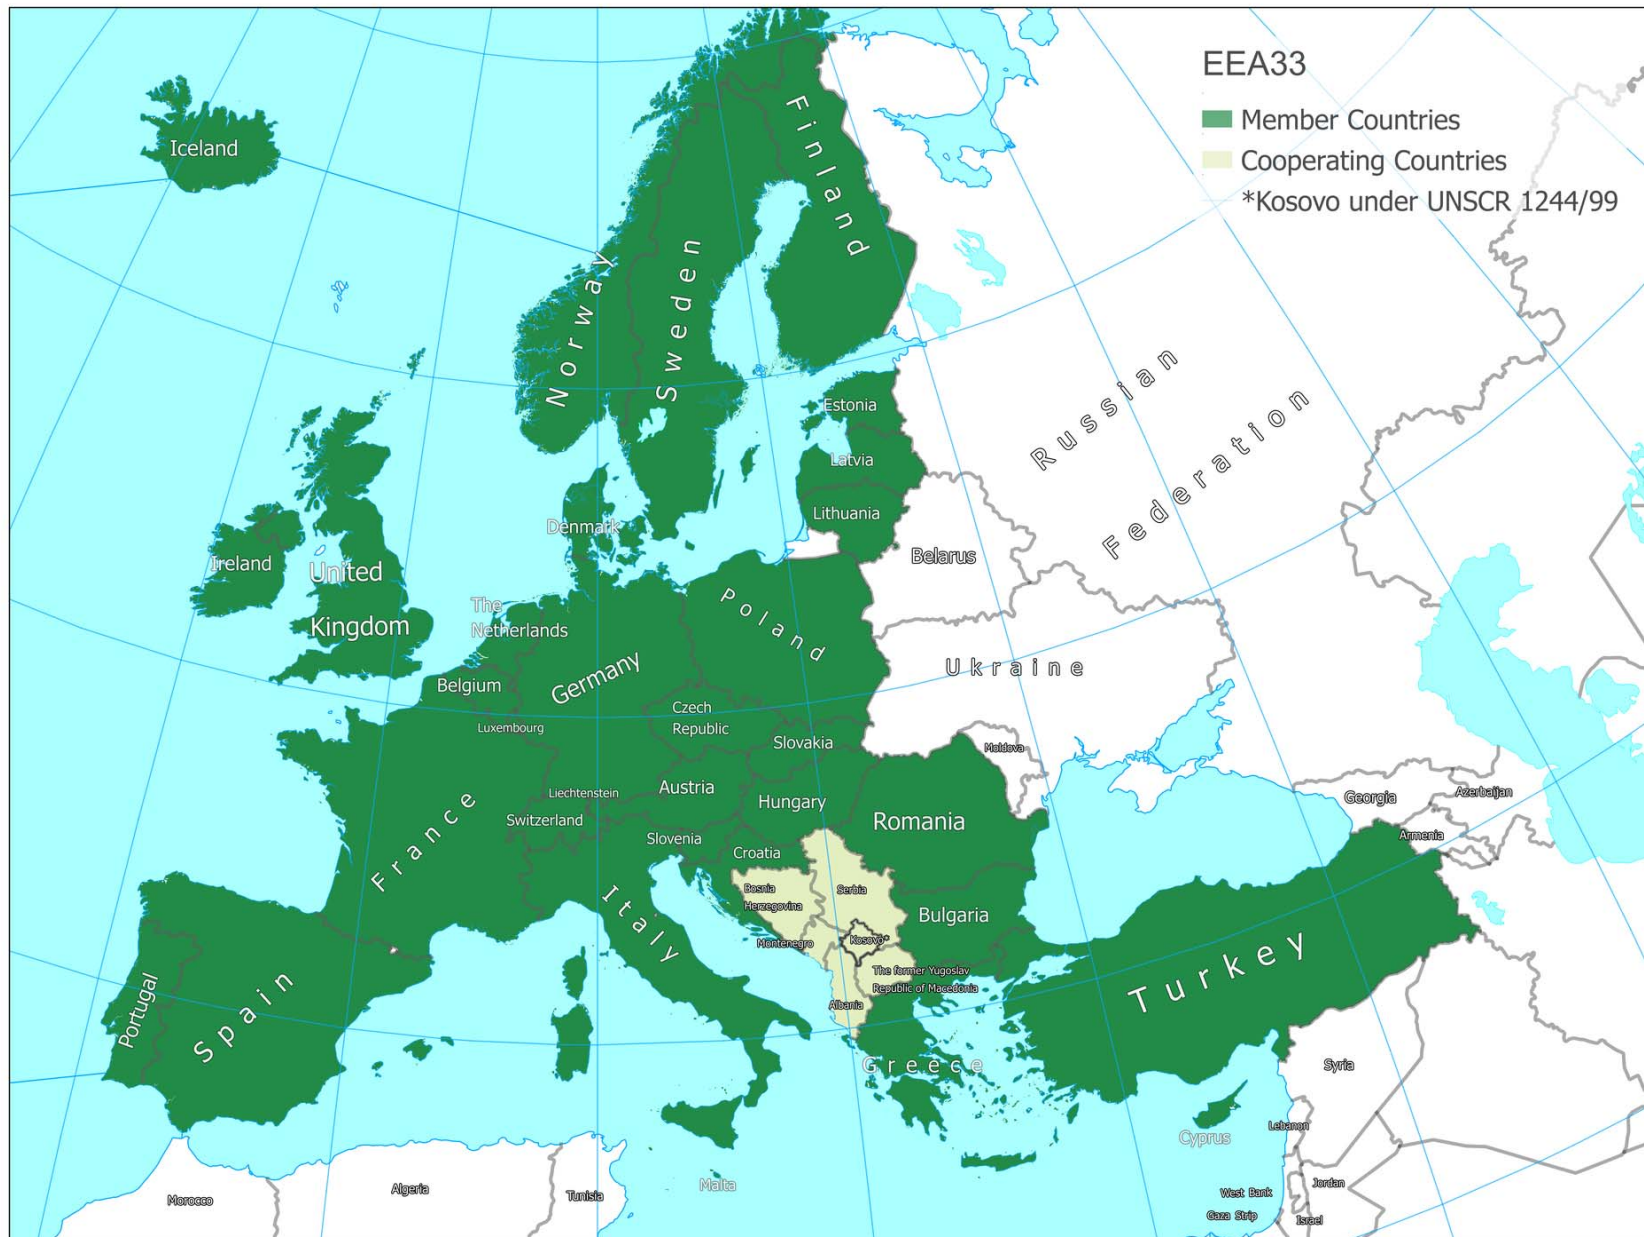 EEA33
Member Countries
Cooperating Countries
*Kosovo under UNSCR 1244/99
Iceland
Finland
Norway
Sweden
Russian
Federation
Estonia
Latvia
Lithuania
Denmark
Belarus
Ireland
United
Kingdom
The
Netherlands
Poland
Ukraine
Germany
Belgium
Czech
Republic
Luxembourg
Slovakia
Moldova
Austria
Liechtenstein
Hungary
Switzerland
Romania
Georgia
Azerbaijan
Armenia
Slovenia
Croatia
France
Italy
Bosnia
Herzegovina
Serbia
Bulgaria
Montenegro
Kosovo*
The former Yugoslav
Republic of Macedonia
Albania
Turkey
Portugal
Spain
Greece
Syria
Cyprus
Lebanon
Malta
Morocco
Algeria
Tunisia
West Bank
Jordan
Gaza Strip
Israel